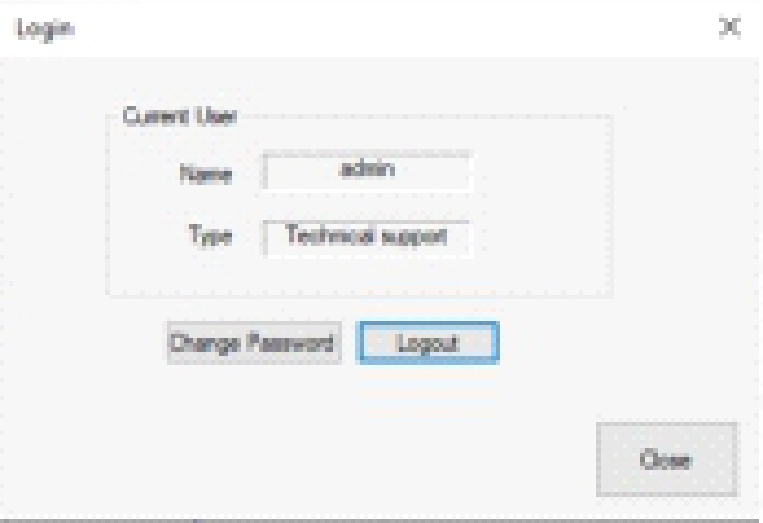 Login
Current User
Name admin
Type Technical support
Change Password Logout
Close